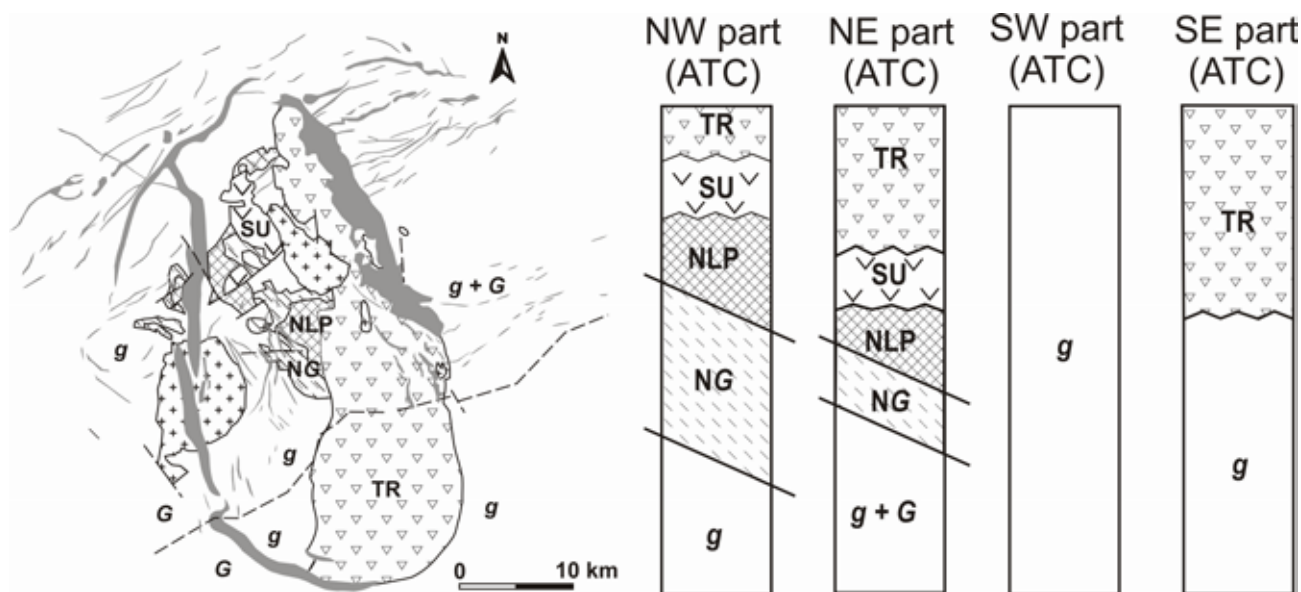 N
SU
g + G
NLP
g
NG
g
TR
g
G
g
G
0 10 km
NW part
(ATC)
TR
SU
NLP
NG
g
NE part
(ATC)
TR
SU
NLP
NG
g + G
SW part
(ATC)
g
SE part
(ATC)
TR
g